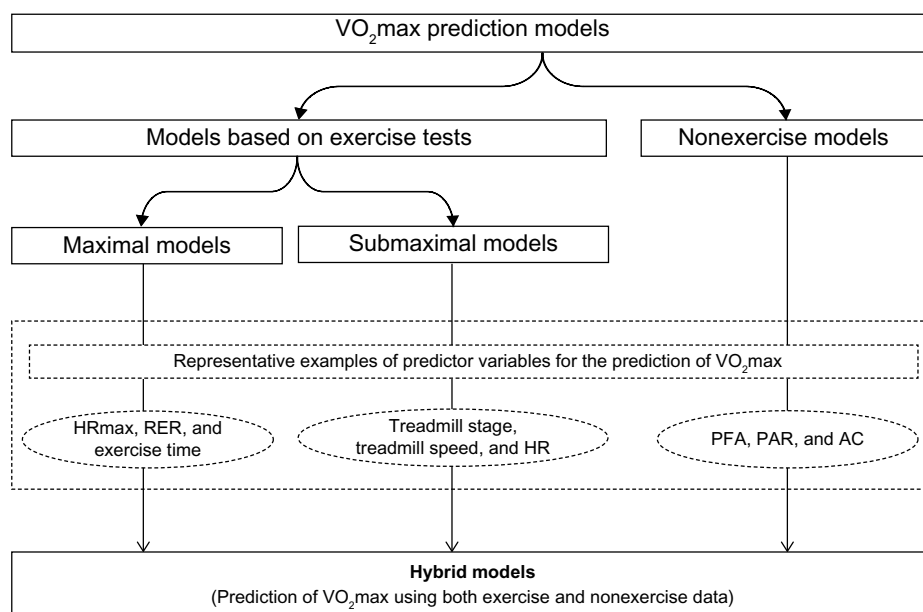 VO₂max prediction models
Models based on exercise tests
Nonexercise models
Maximal models
Submaximal models
Representative examples of predictor variables for the prediction of VO₂max
HRmax, RER, and
exercise time
Treadmill stage,
treadmill speed, and HR
PFA, PAR, and AC
Hybrid models
(Prediction of VO₂max using both exercise and nonexercise data)